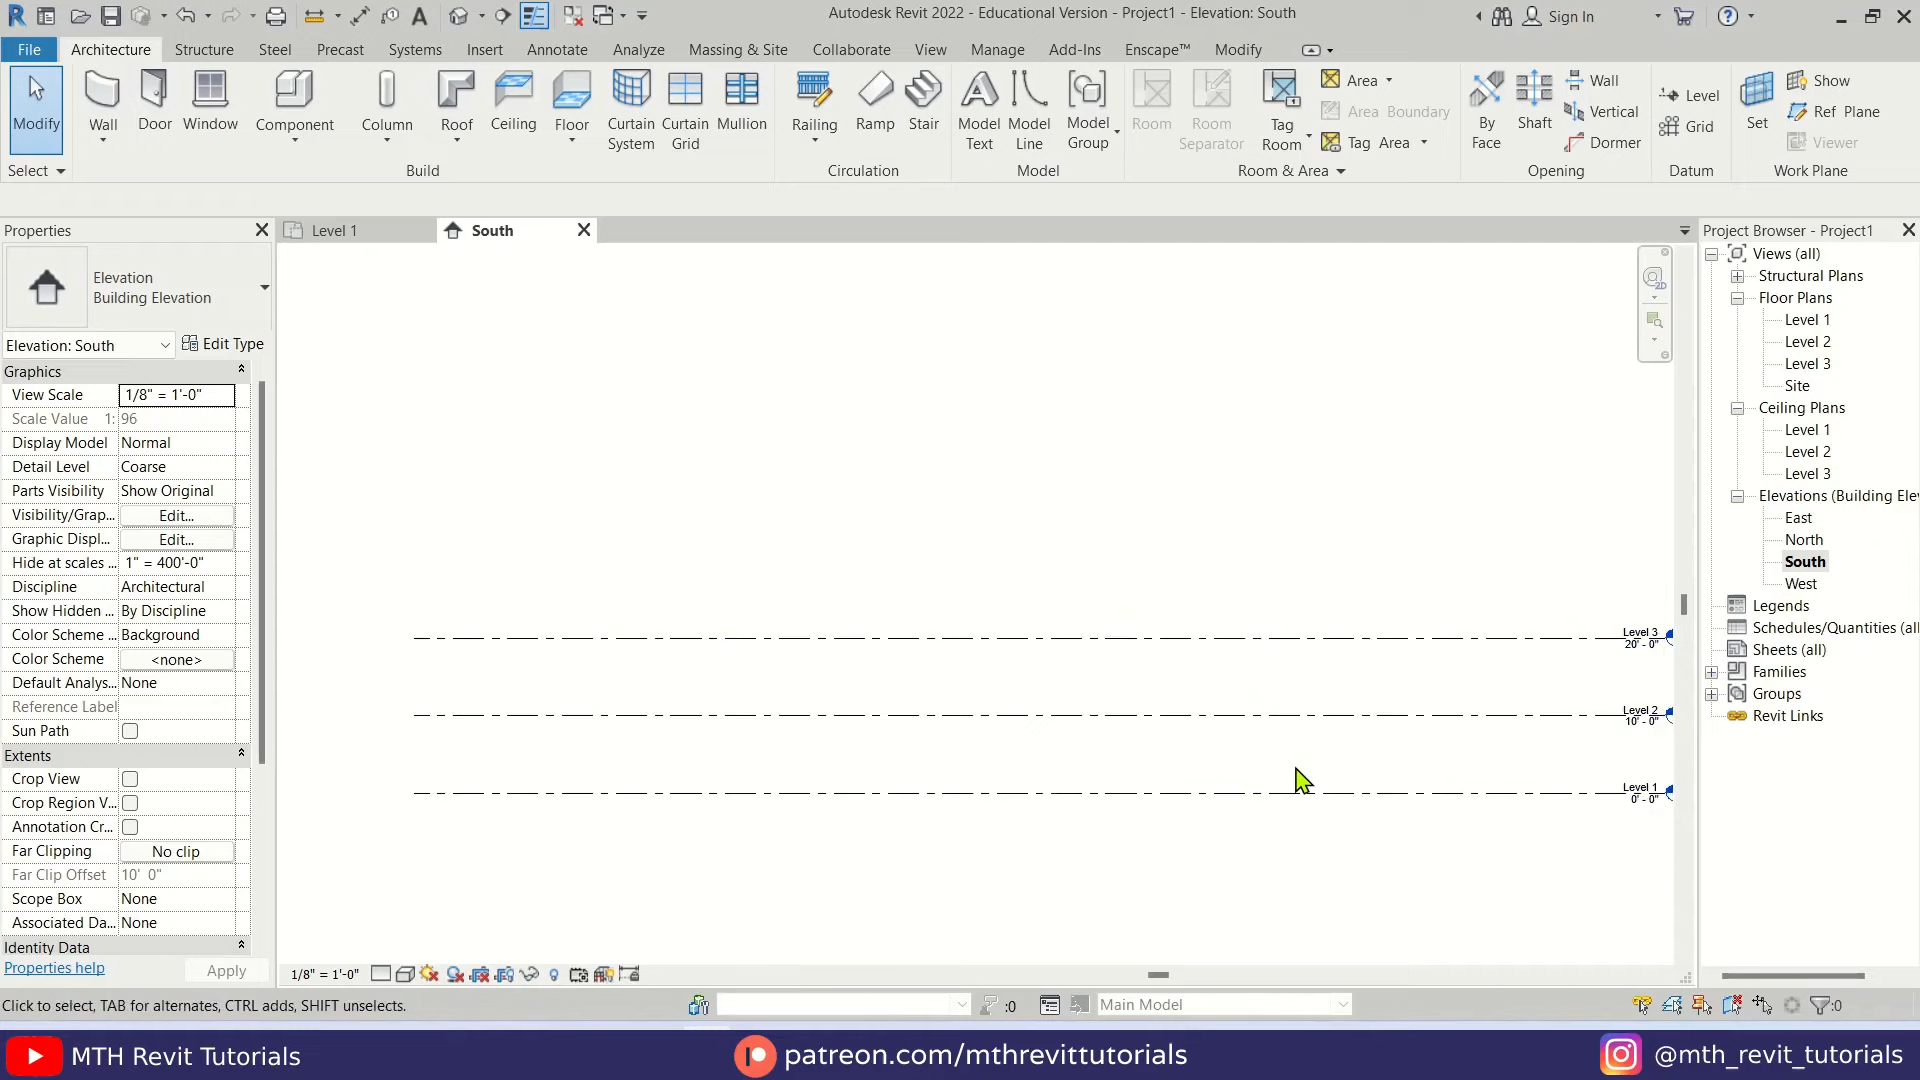 Autodesk Revit 2022 - Educational Version - Project1 - Elevation: South
Sign In
File Architecture Structure Steel Precast Systems Insert Annotate Analyze Massing & Site Collaborate View Manage Add-Ins Enscape™ Modify
Modify
Wall
Door
Window
Component
Column
Roof
Ceiling
Floor
Curtain System
Curtain Grid
Mullion
Railing
Ramp
Stair
Model Text
Model Line
Model Group
Room
Room Separator
Tag Room
Area
Area Boundary
Tag Area
By Face
Shaft
Wall
Vertical
Dormer
Level
Grid
Set
Show
Ref Plane
Viewer
Select
Build
Circulation
Model
Room & Area
Opening
Datum
Work Plane
Properties
Elevation
Building Elevation
Elevation: South Edit Type
Graphics
View Scale 1/8" = 1'-0"
Scale Value 1: 96
Display Model Normal
Detail Level Coarse
Parts Visibility Show Original
Visibility/Grap... Edit...
Graphic Displ... Edit...
Hide at scales ... 1" = 400'-0"
Discipline Architectural
Show Hidden ... By Discipline
Color Scheme ... Background
Color Scheme <none>
Default Analys... None
Reference Label
Sun Path
Extents
Crop View
Crop Region V...
Annotation Cr...
Far Clipping No clip
Far Clip Offset 10' 0"
Scope Box None
Associated Da... None
Identity Data
Properties help Apply
Level 1
South
Level 3
20' - 0"
Level 2
10' - 0"
Level 1
0' - 0"
2D
1/8" = 1'-0"
Project Browser - Project1
Views (all)
Structural Plans
Floor Plans
Level 1
Level 2
Level 3
Site
Ceiling Plans
Level 1
Level 2
Level 3
Elevations (Building Ele
East
North
South
West
Legends
Schedules/Quantities (all
Sheets (all)
Families
Groups
Revit Links
Click to select, TAB for alternates, CTRL adds, SHIFT unselects.
:0
Main Model
:0
MTH Revit Tutorials
patreon.com/mthrevittutorials
@mth_revit_tutorials